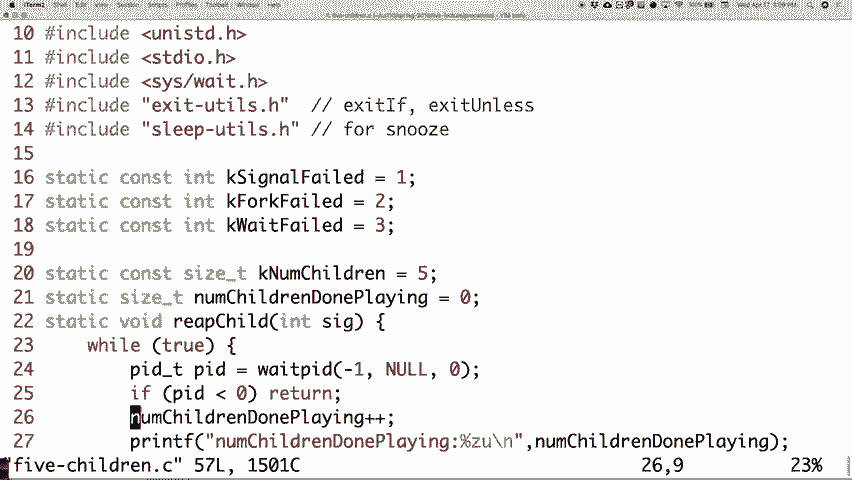 10 #include <unistd.h>
11 #include <stdio.h>
12 #include <sys/wait.h>
13 #include "exit-utils.h"  // exitIf, exitUnless
14 #include "sleep-utils.h" // for snooze
15
16 static const int kSignalFailed = 1;
17 static const int kForkFailed = 2;
18 static const int kWaitFailed = 3;
19
20 static const size_t kNumChildren = 5;
21 static size_t numChildrenDonePlaying = 0;
22 static void reapChild(int sig) {
23     while (true) {
24         pid_t pid = waitpid(-1, NULL, 0);
25         if (pid < 0) return;
26         numChildrenDonePlaying++;
27         printf("numChildrenDonePlaying:%zu\n",numChildrenDonePlaying);
"five-children.c" 57L, 1501C 26,9 23%